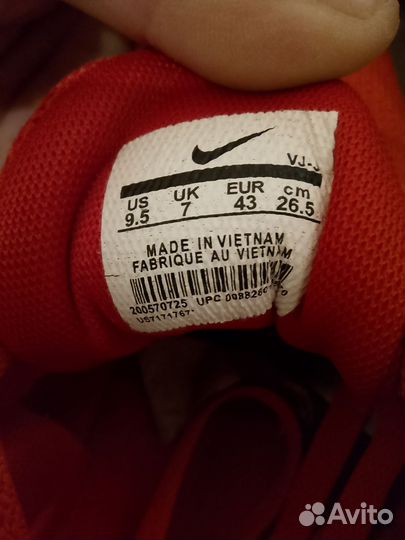 VJ-J
US UK EUR cm
9.5 7 43 26.5
MADE IN VIETNAM
FABRIQUE AU VIETNAM
200570725 UPC
US7171767
Avito